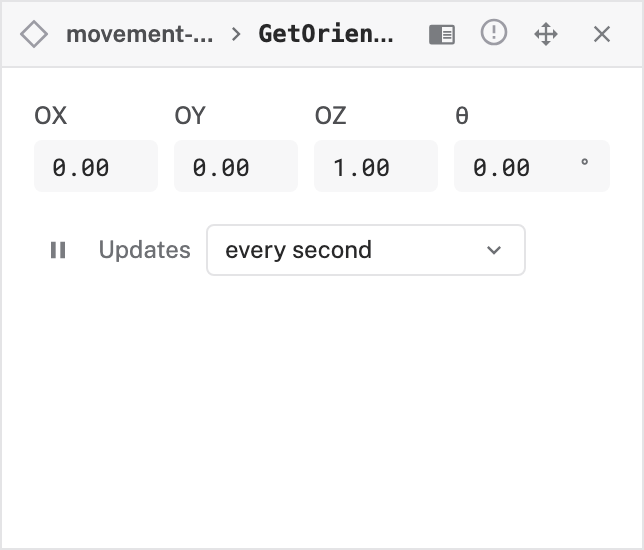 movement-... > GetOrien...
OX OY OZ θ
0.00 0.00 1.00 0.00 °
Updates every second